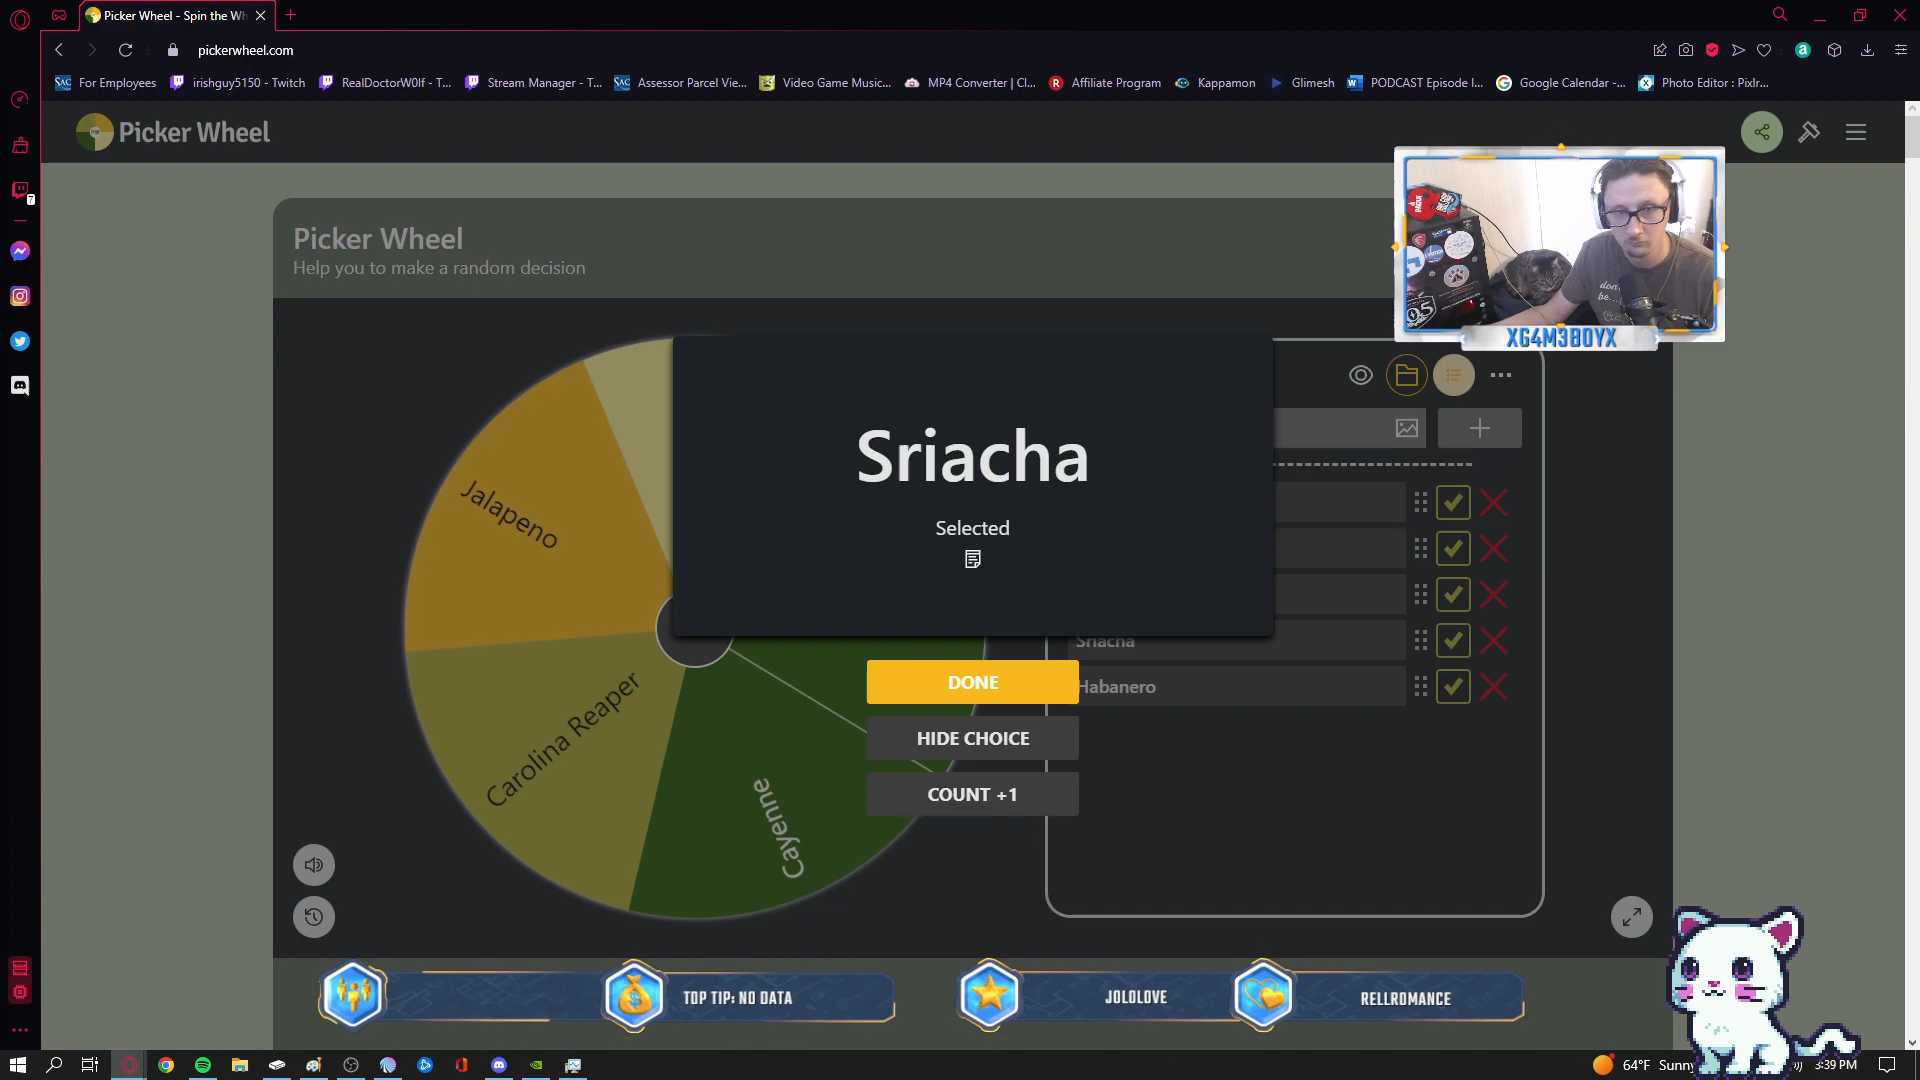 Picker Wheel - Spin the Wh
pickerwheel.com
For Employees
irishguy5150 - Twitch
RealDoctorW0lf - T...
Stream Manager - T...
Assessor Parcel Vie...
Video Game Music...
MP4 Converter | Cl...
Affiliate Program
Kappamon
Glimesh
PODCAST Episode I...
Google Calendar -...
Photo Editor : Pixlr...
Picker Wheel
7
Picker Wheel
Help you to make a random decision
don't
be...
XG4M3B0YX
Jalapeno
Carolina Reaper
Cayenne
Sriacha
Selected
Sriacha
Habanero
DONE
HIDE CHOICE
COUNT +1
TOP TIP: NO DATA
JOLOLOVE
RELLROMANCE
64°F Sunny
3:39 PM